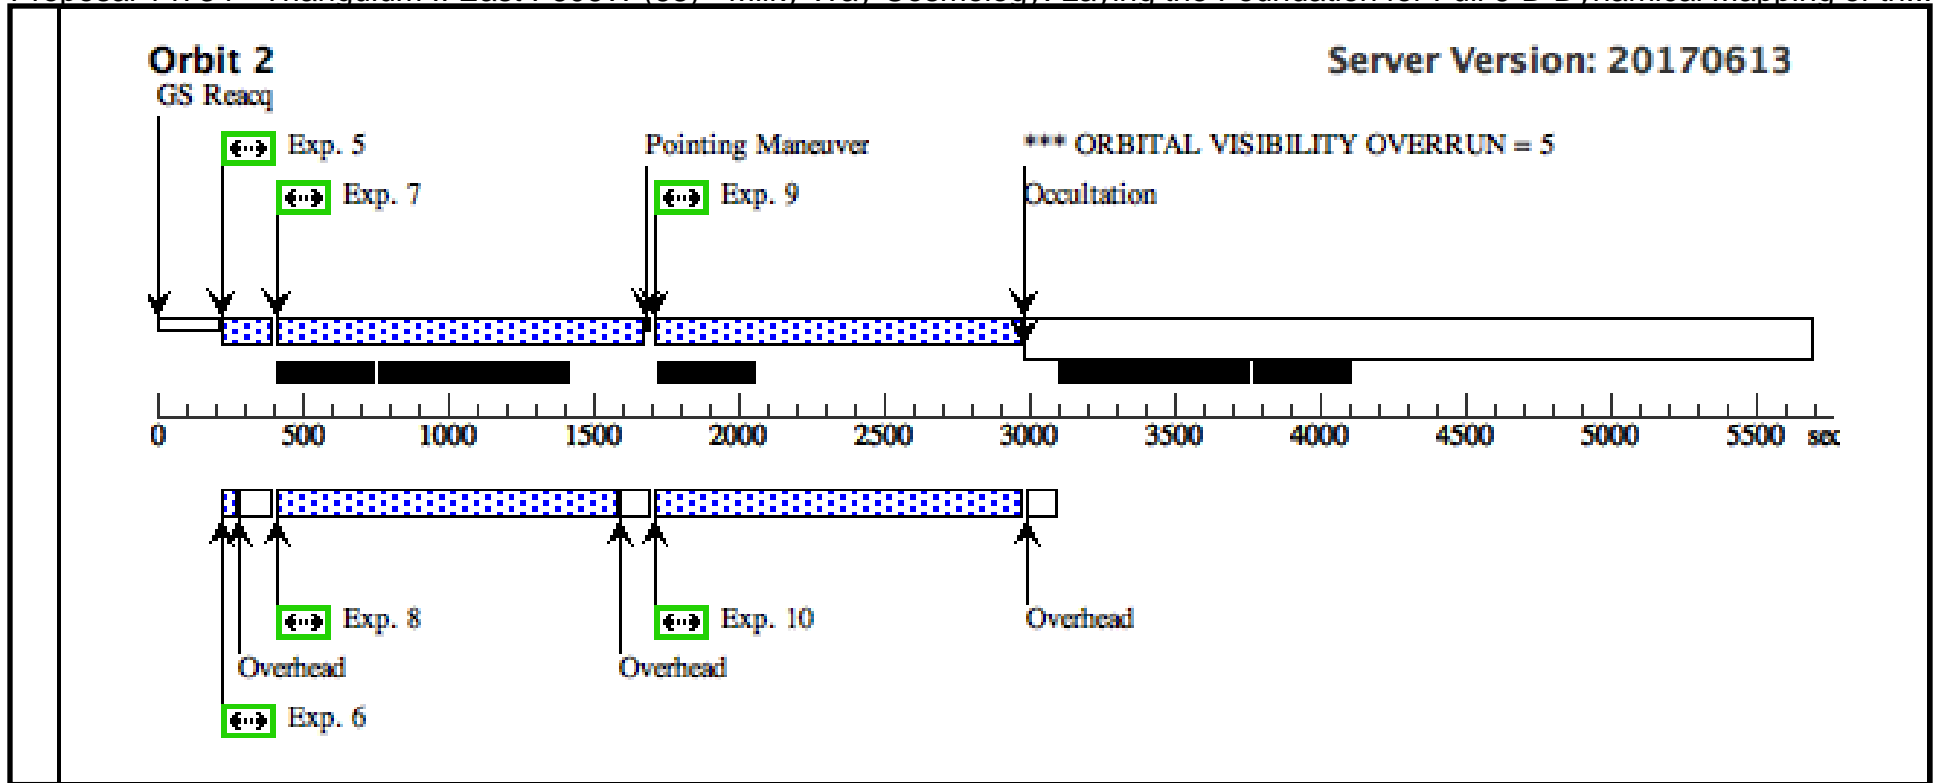 Orbit 2
Server Version: 20170613
GS Reacq
Exp. 5
Pointing Maneuver
*** ORBITAL VISIBILITY OVERRUN = 5
Exp. 7
Exp. 9
Occultation
0 500 1000 1500 2000 2500 3000 3500 4000 4500 5000 5500 sec
Exp. 8
Exp. 10
Overhead
Overhead
Overhead
Exp. 6